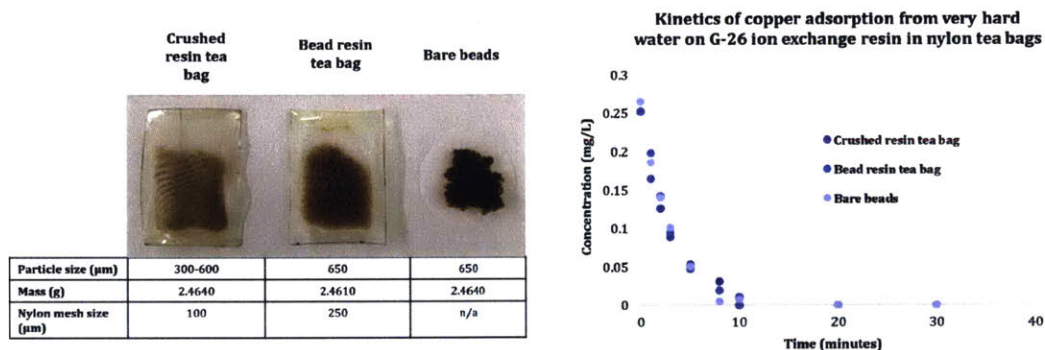 Crushed
resin tea
bag
Bead resin
tea bag
Bare beads
Particle size (µm) 300-600 650 650
Mass (g) 2.4640 2.4610 2.4640
Nylon mesh size
(µm) 100 250 n/a
Kinetics of copper adsorption from very hard
water on G-26 ion exchange resin in nylon tea bags
Concentration (mg/L)
0.3
0.25
0.2
0.15
0.1
0.05
0
Crushed resin tea bag
Bead resin tea bag
Bare beads
0 10 20 30 40
Time (minutes)